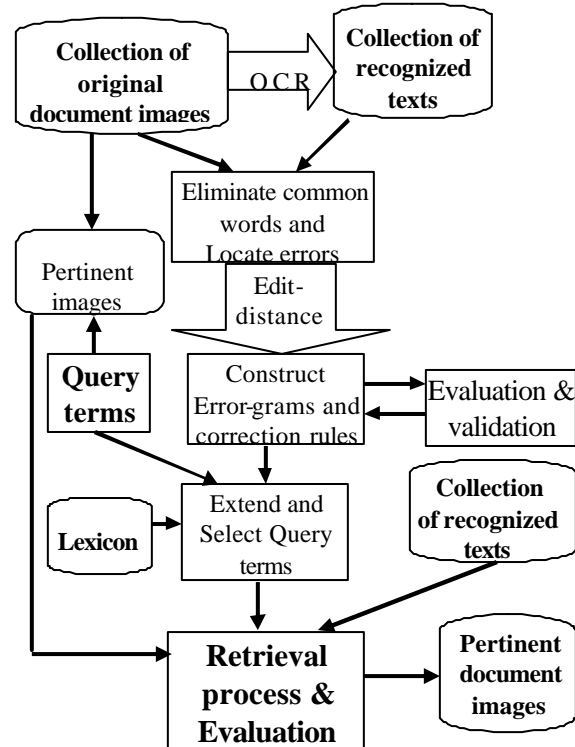 Collection of
original
document images
O C R
Collection of
recognized
texts
Eliminate common
words and
Locate errors
Edit-
distance
Pertinent
images
Query
terms
Construct
Error-grams and
correction rules
Evaluation &
validation
Lexicon
Extend and
Select Query
terms
Collection
of recognized
texts
Retrieval
process &
Evaluation
Pertinent
document
images